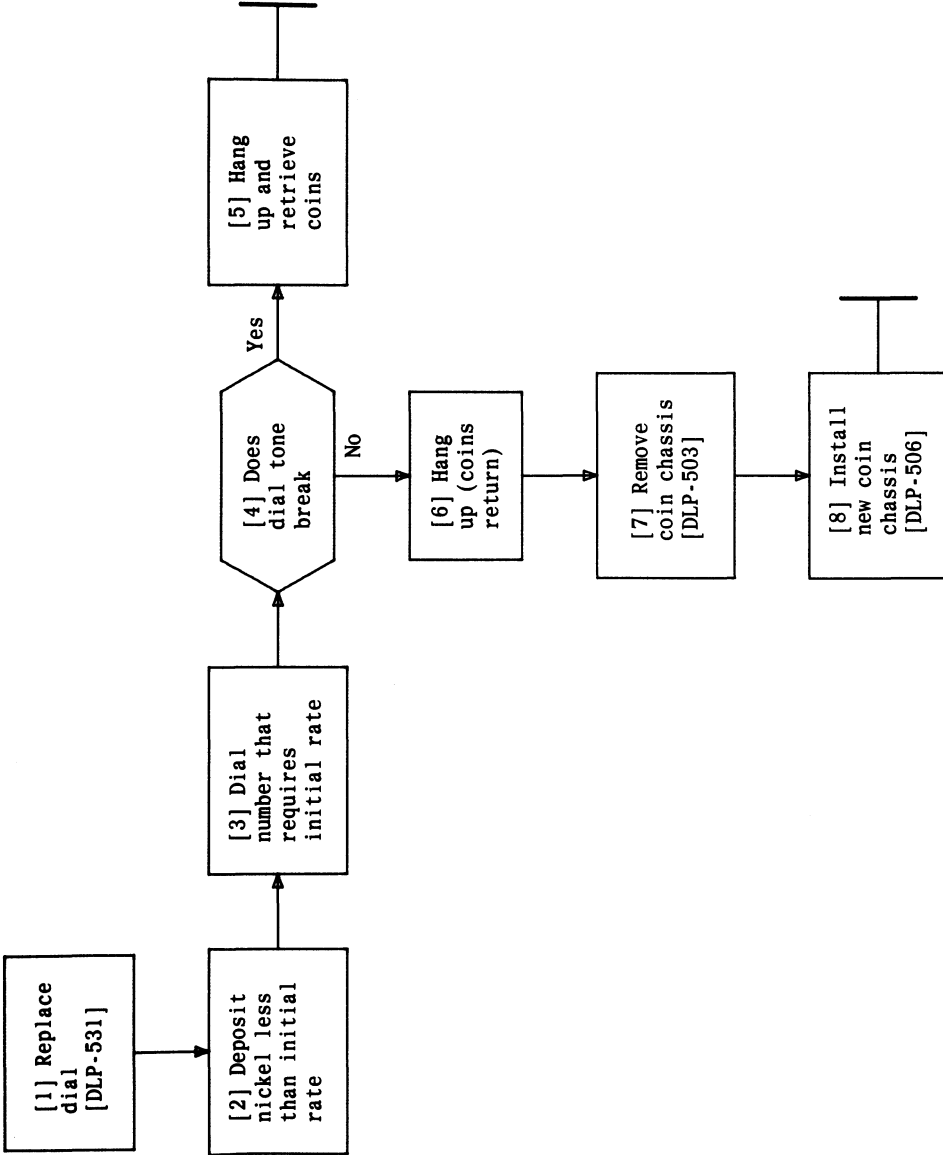 [1] Replace
dial
[DLP-531]
[2] Deposit
nickel less
than initial
rate
[3] Dial
number that
requires
initial rate
[4] Does
dial tone
break
Yes
No
[5] Hang
up and
retrieve
coins
[6] Hang
up (coins
return)
[7] Remove
coin chassis
[DLP-503]
[8] Install
new coin
chassis
[DLP-506]